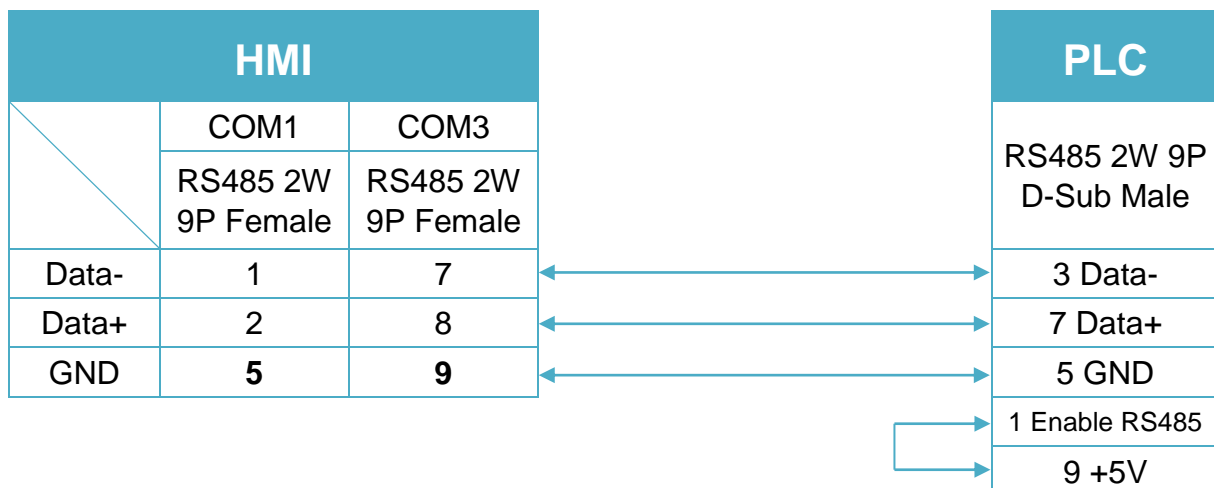 HMI
PLC
COM1 COM3
RS485 2W
9P Female
RS485 2W
9P Female
RS485 2W 9P
D-Sub Male
Data- 1 7 3 Data-
Data+ 2 8 7 Data+
GND 5 9 5 GND
1 Enable RS485
9 +5V